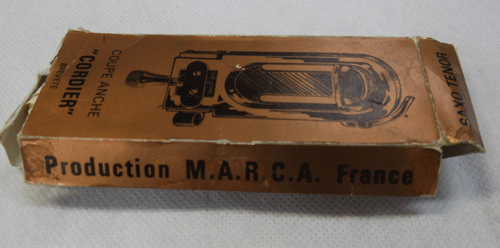 COUPE ANCHE
"CORDIER"
BREVETÉ
SAXO TENOR
Production M.A.R.C.A. France